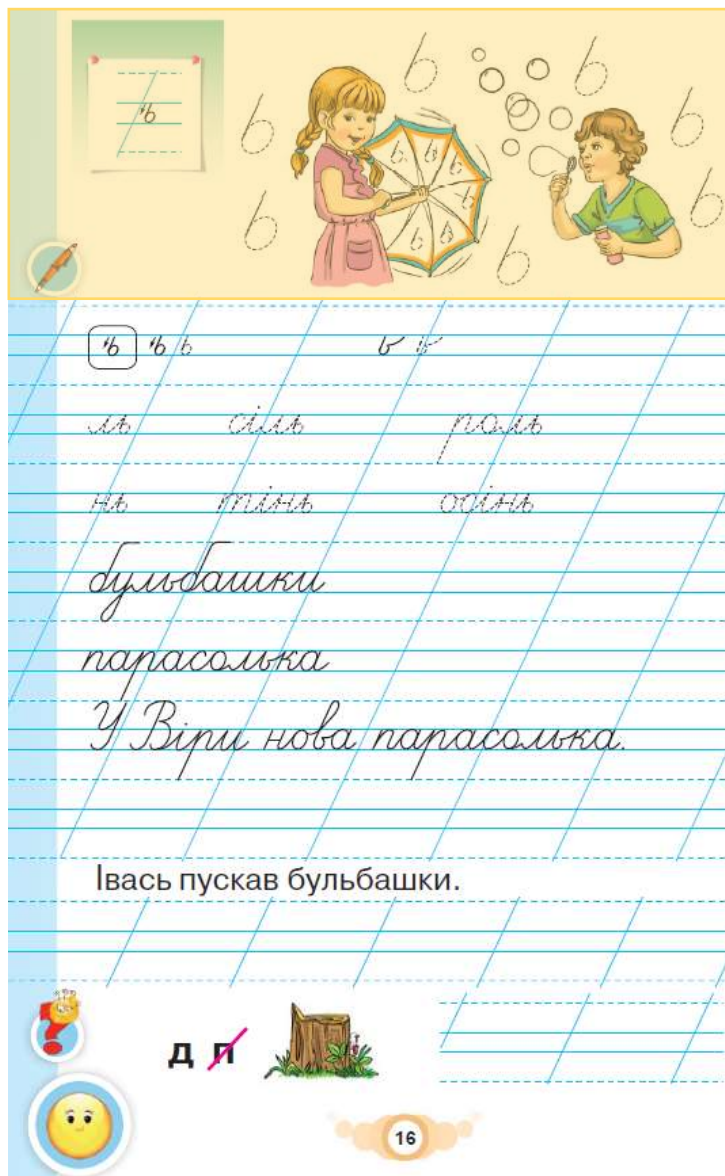 ь
ь ь ь ь
ь ь ь ь
ь ь ь ь ь
ь ь ь ь ь
ль сіль роль
нь тінь осінь
бульбашки
парасолька
У Віри нова парасолька.
Івась пускав бульбашки.
д п
16